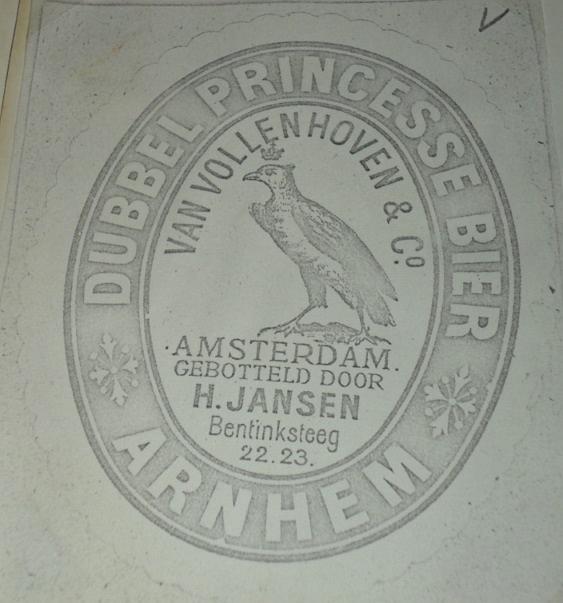 V
DUBBEL PRINCESSE BIER
VAN VOLLENHOVEN & Cº
.AMSTERDAM.
GEBOTTELD DOOR
H. JANSEN
Bentinksteeg
22.23.
ARNHEM